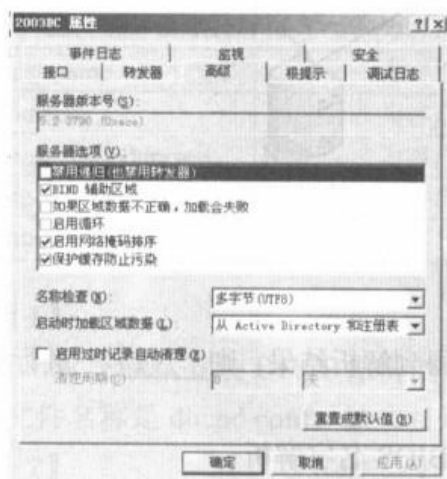 2003DC 属性
事件日志 监视 安全
接口 转发器 高级 根提示 调试日志
服务器版本号(S):
5.2 3790 (0xece)
服务器选项(V):
禁用递归(也禁用转发器)
BIND 辅助区域
如果区域数据不正确，加载会失败
启用循环
启用网络掩码排序
保护缓存防止污染
名称检查(N): 多字节(UTF8)
启动时加载区域数据(L): 从 Active Directory 和注册表
启用过时记录自动清理(E)
清理周期(C): 0 天
重置成默认值(R)
确定 取消 应用(A)